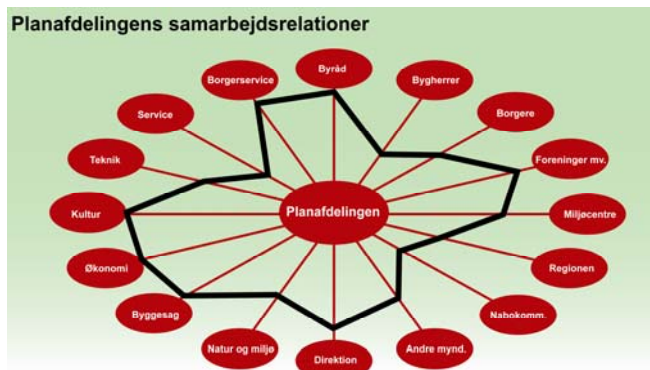 Planafdelingens samarbejdsrelationer
Byråd
Borgerservice
Bygherrer
Service
Borgere
Teknik
Foreninger mv.
Kultur
Planafdelingen
Miljøcentre
Økonomi
Regionen
Byggesag
Nabokomm.
Natur og miljø
Direktion
Andre mynd.